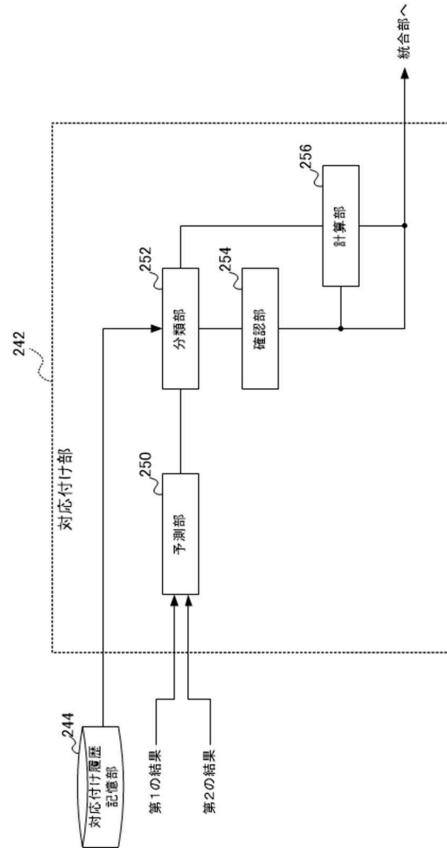 242
244
対応付け履歴
記憶部
対応付け部
第1の結果
第2の結果
250
予測部
252
分類部
254
確認部
256
計算部
統合部へ